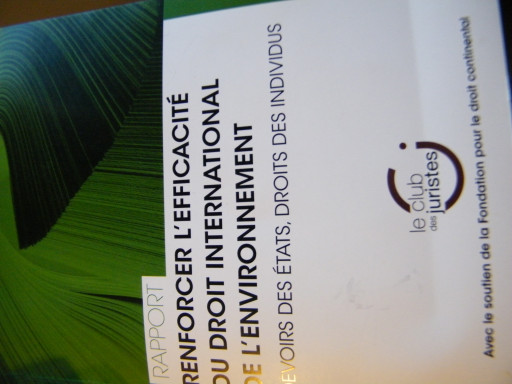 RAPPORT
RENFORCER L'EFFICACITÉ
DU DROIT INTERNATIONAL
DE L'ENVIRONNEMENT
DEVOIRS DES ÉTATS, DROITS DES INDIVIDUS
le club
des juristes
Avec le soutien de la Fondation pour le droit continental